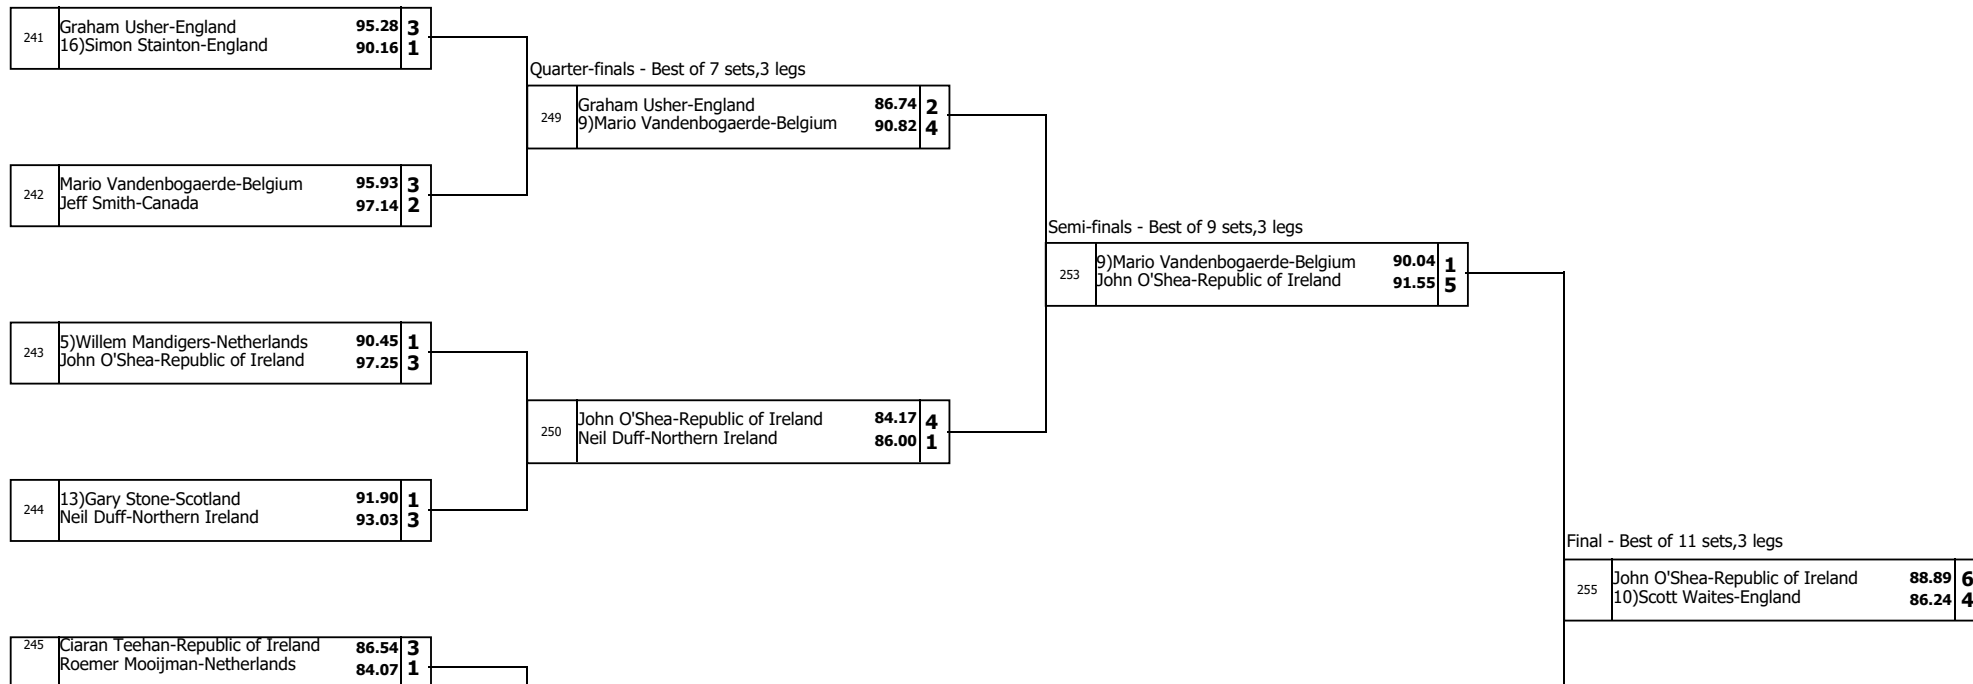 241
Graham Usher-England 95.28 3
16)Simon Stainton-England 90.16 1
Quarter-finals - Best of 7 sets,3 legs
249
Graham Usher-England 86.74 2
9)Mario Vandenbogaerde-Belgium 90.82 4
242
Mario Vandenbogaerde-Belgium 95.93 3
Jeff Smith-Canada 97.14 2
Semi-finals - Best of 9 sets,3 legs
253
9)Mario Vandenbogaerde-Belgium 90.04 1
John O'Shea-Republic of Ireland 91.55 5
243
5)Willem Mandigers-Netherlands 90.45 1
John O'Shea-Republic of Ireland 97.25 3
250
John O'Shea-Republic of Ireland 84.17 4
Neil Duff-Northern Ireland 86.00 1
244
13)Gary Stone-Scotland 91.90 1
Neil Duff-Northern Ireland 93.03 3
Final - Best of 11 sets,3 legs
255
John O'Shea-Republic of Ireland 88.89 6
10)Scott Waites-England 86.24 4
245
Ciaran Teehan-Republic of Ireland 86.54 3
Roemer Mooijman-Netherlands 84.07 1